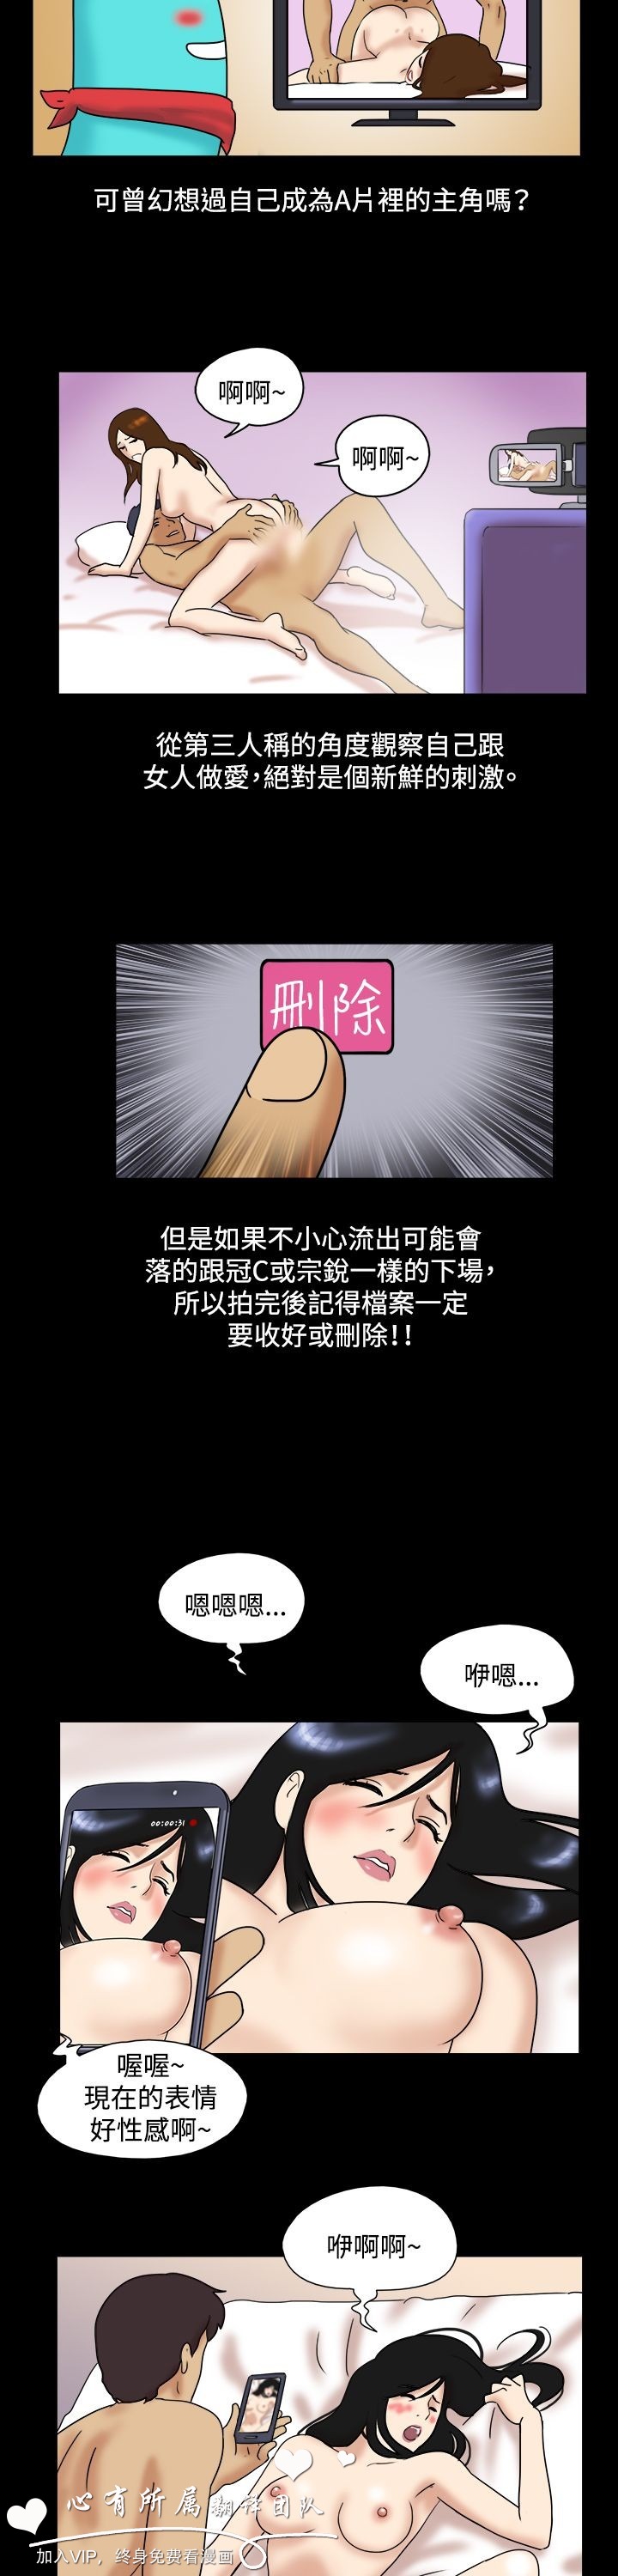 可曾幻想過自己成為A片裡的主角嗎?
啊啊~
啊啊~
從第三人稱的角度觀察自己跟
女人做愛,絕對是個新鮮的刺激。
刪除
但是如果不小心流出可能會
落的跟冠C或宗銳一樣的下場,
所以拍完後記得檔案一定
要收好或刪除!!
嗯嗯嗯...
咿嗯...
00:00:31
喔喔~
現在的表情
好性感啊~
咿啊啊~
心有所属翻译团队
加入VIP，终身免费看漫画